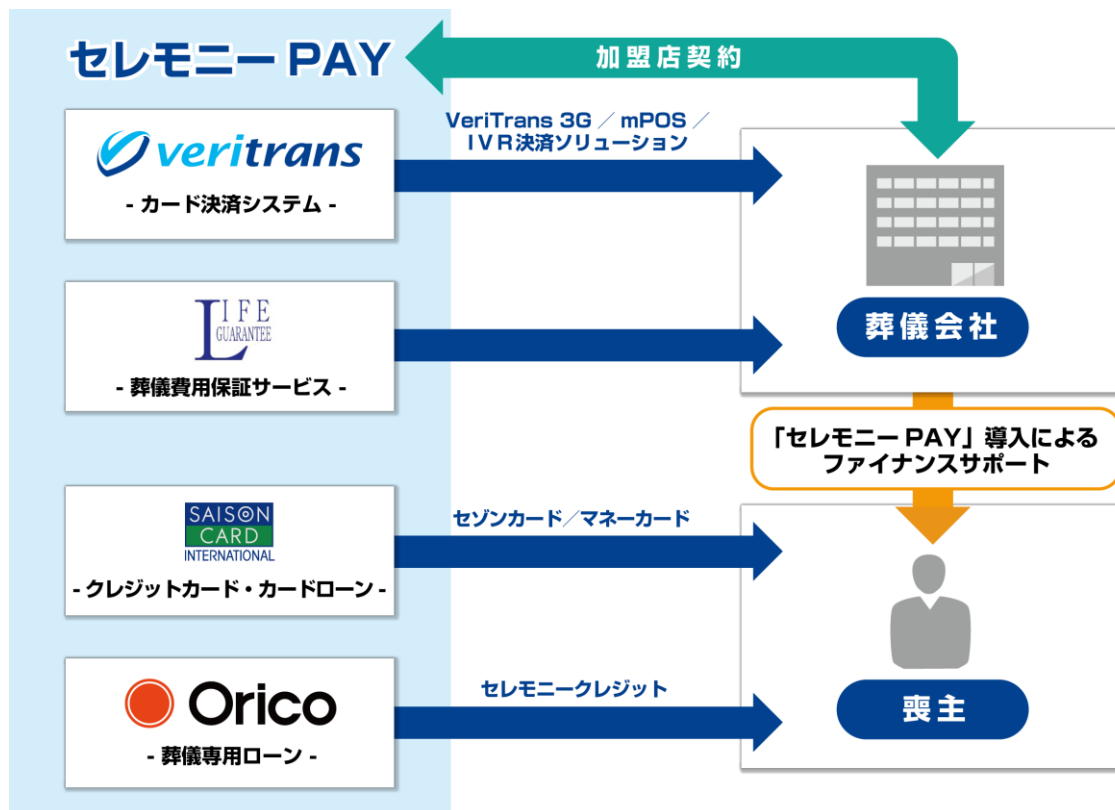 セレモニーPAY
加盟店契約
veritrans
- カード決済システム -
VeriTrans 3G ／ mPOS ／
IVR決済ソリューション
LIFE
GUARANTEE
- 葬儀費用保証サービス -
葬儀会社
「セレモニーPAY」導入による
ファイナンスサポート
SAISON
CARD
INTERNATIONAL
- クレジットカード・カードローン -
セゾンカード／マネーカード
Orico
- 葬儀専用ローン -
セレモニークレジット
喪主